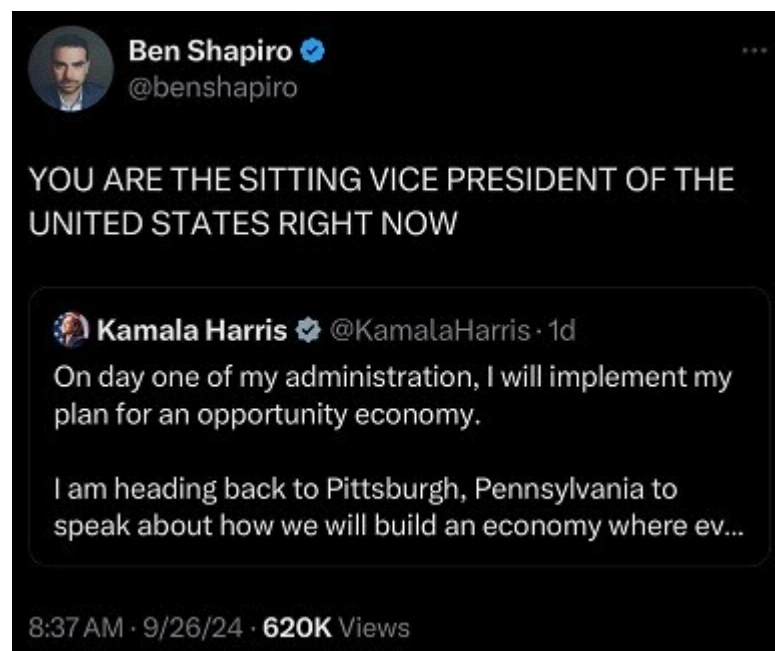 Ben Shapiro
@benshapiro
YOU ARE THE SITTING VICE PRESIDENT OF THE
UNITED STATES RIGHT NOW
Kamala Harris @KamalaHarris · 1d
On day one of my administration, I will implement my
plan for an opportunity economy.
I am heading back to Pittsburgh, Pennsylvania to
speak about how we will build an economy where ev...
8:37 AM · 9/26/24 · 620K Views